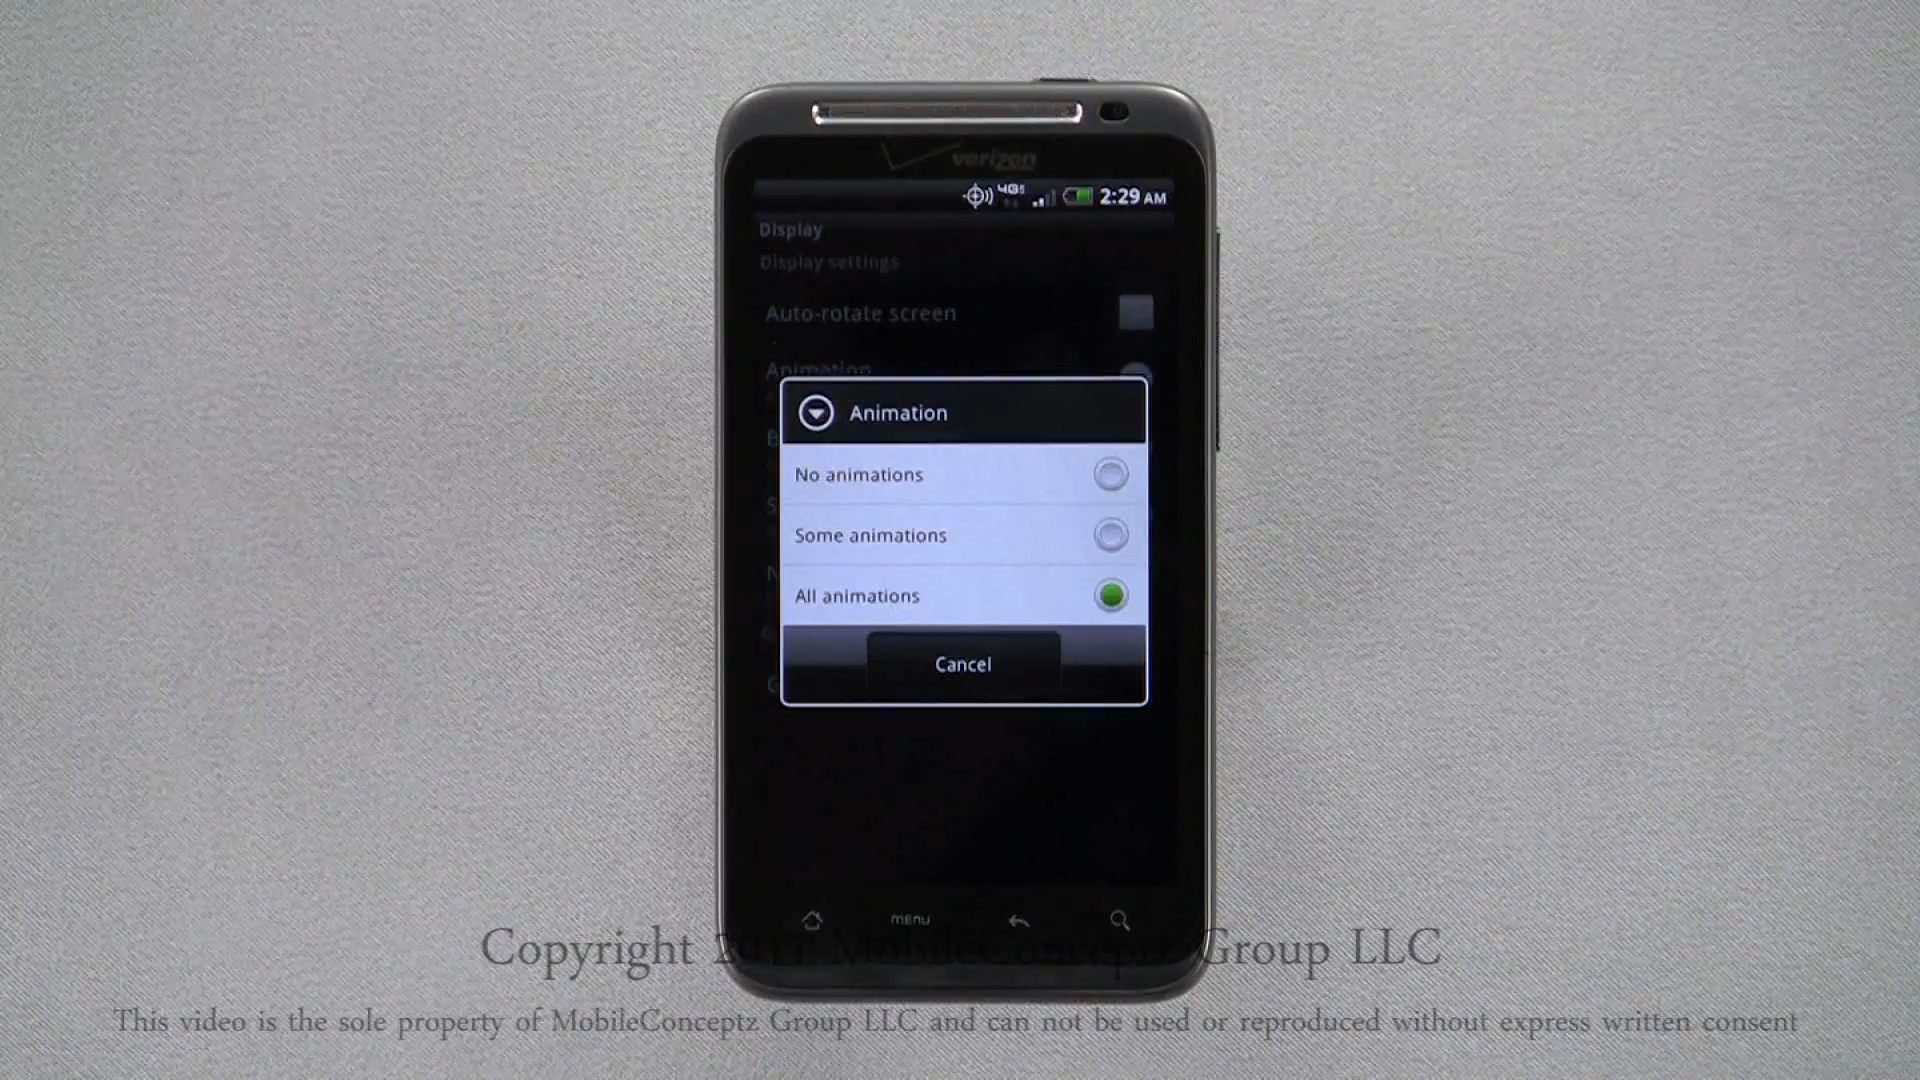 verizon
4G 2:29 AM
Display
Display settings
Auto-rotate screen
Animation
Animation
No animations
Some animations
All animations
Cancel
menu
Copyright 2011 MobileConceptz Group LLC
This video is the sole property of MobileConceptz Group LLC and can not be used or reproduced without express written consent